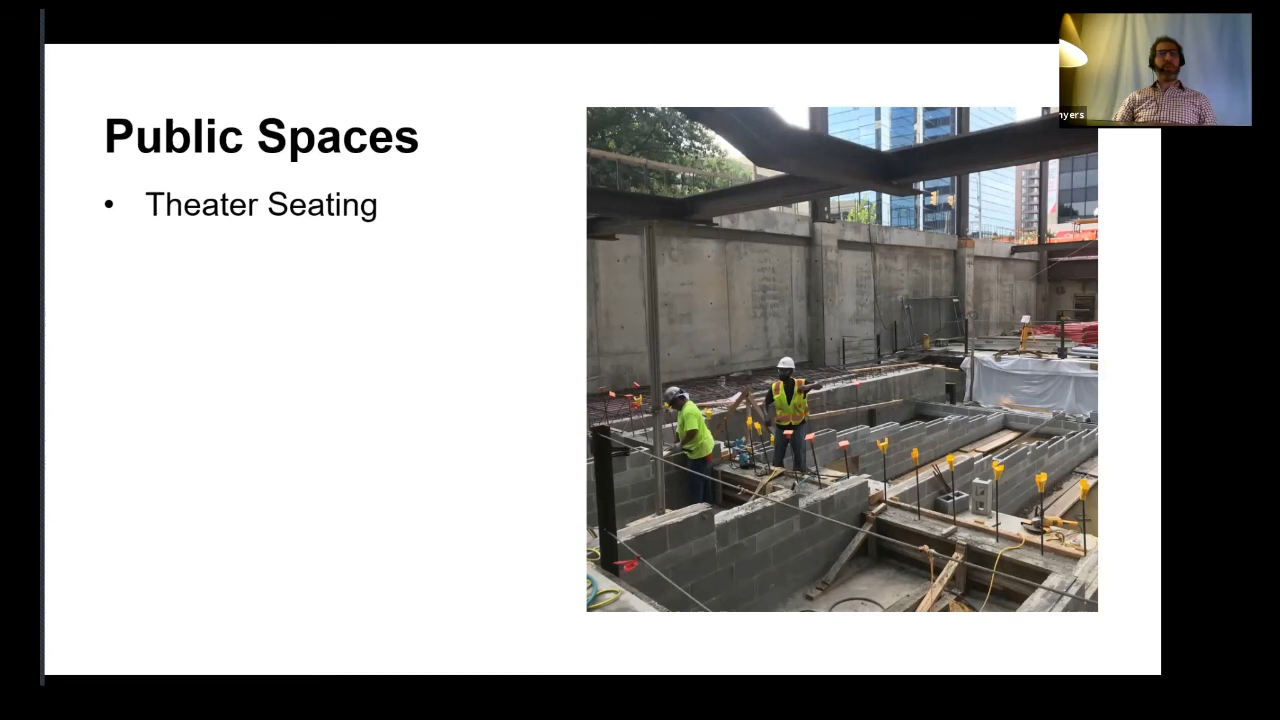 Public Spaces
• Theater Seating